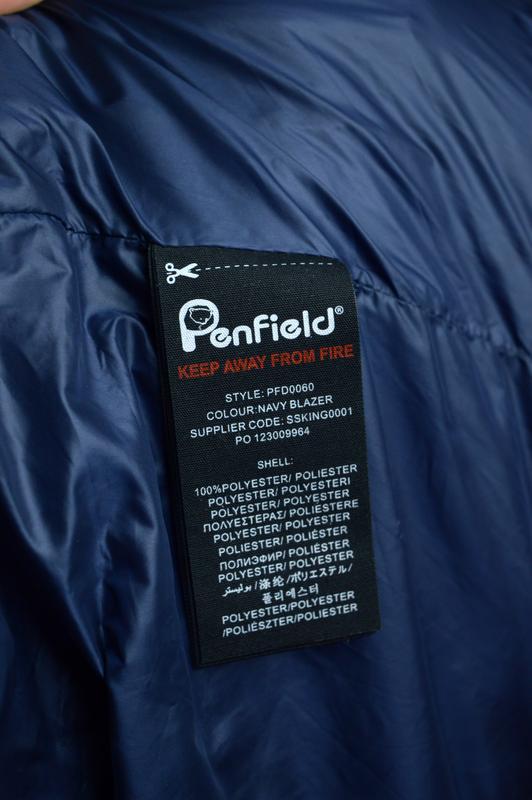 Penfield®
KEEP AWAY FROM FIRE
STYLE: PFD0060
COLOUR:NAVY BLAZER
SUPPLIER CODE: SSKING0001
PO 123009964
SHELL:
100%POLYESTER/ POLIESTER
POLYESTER/ POLYESTERI
POLYESTER/ POLYESTER
ΠΟΛΥΕΣΤΕΡΑΣ/ POLIESTERE
POLYESTER/ POLYESTER
POLIESTER/ POLIÉSTER
ПОЛИЭФИР/ POLIÉSTER
POLYESTER/ POLYESTER
بوليستر /涤纶/ポリエステル/
폴리에스터
POLYESTER/POLYESTER
/POLIÉSZTER/POLIESTER